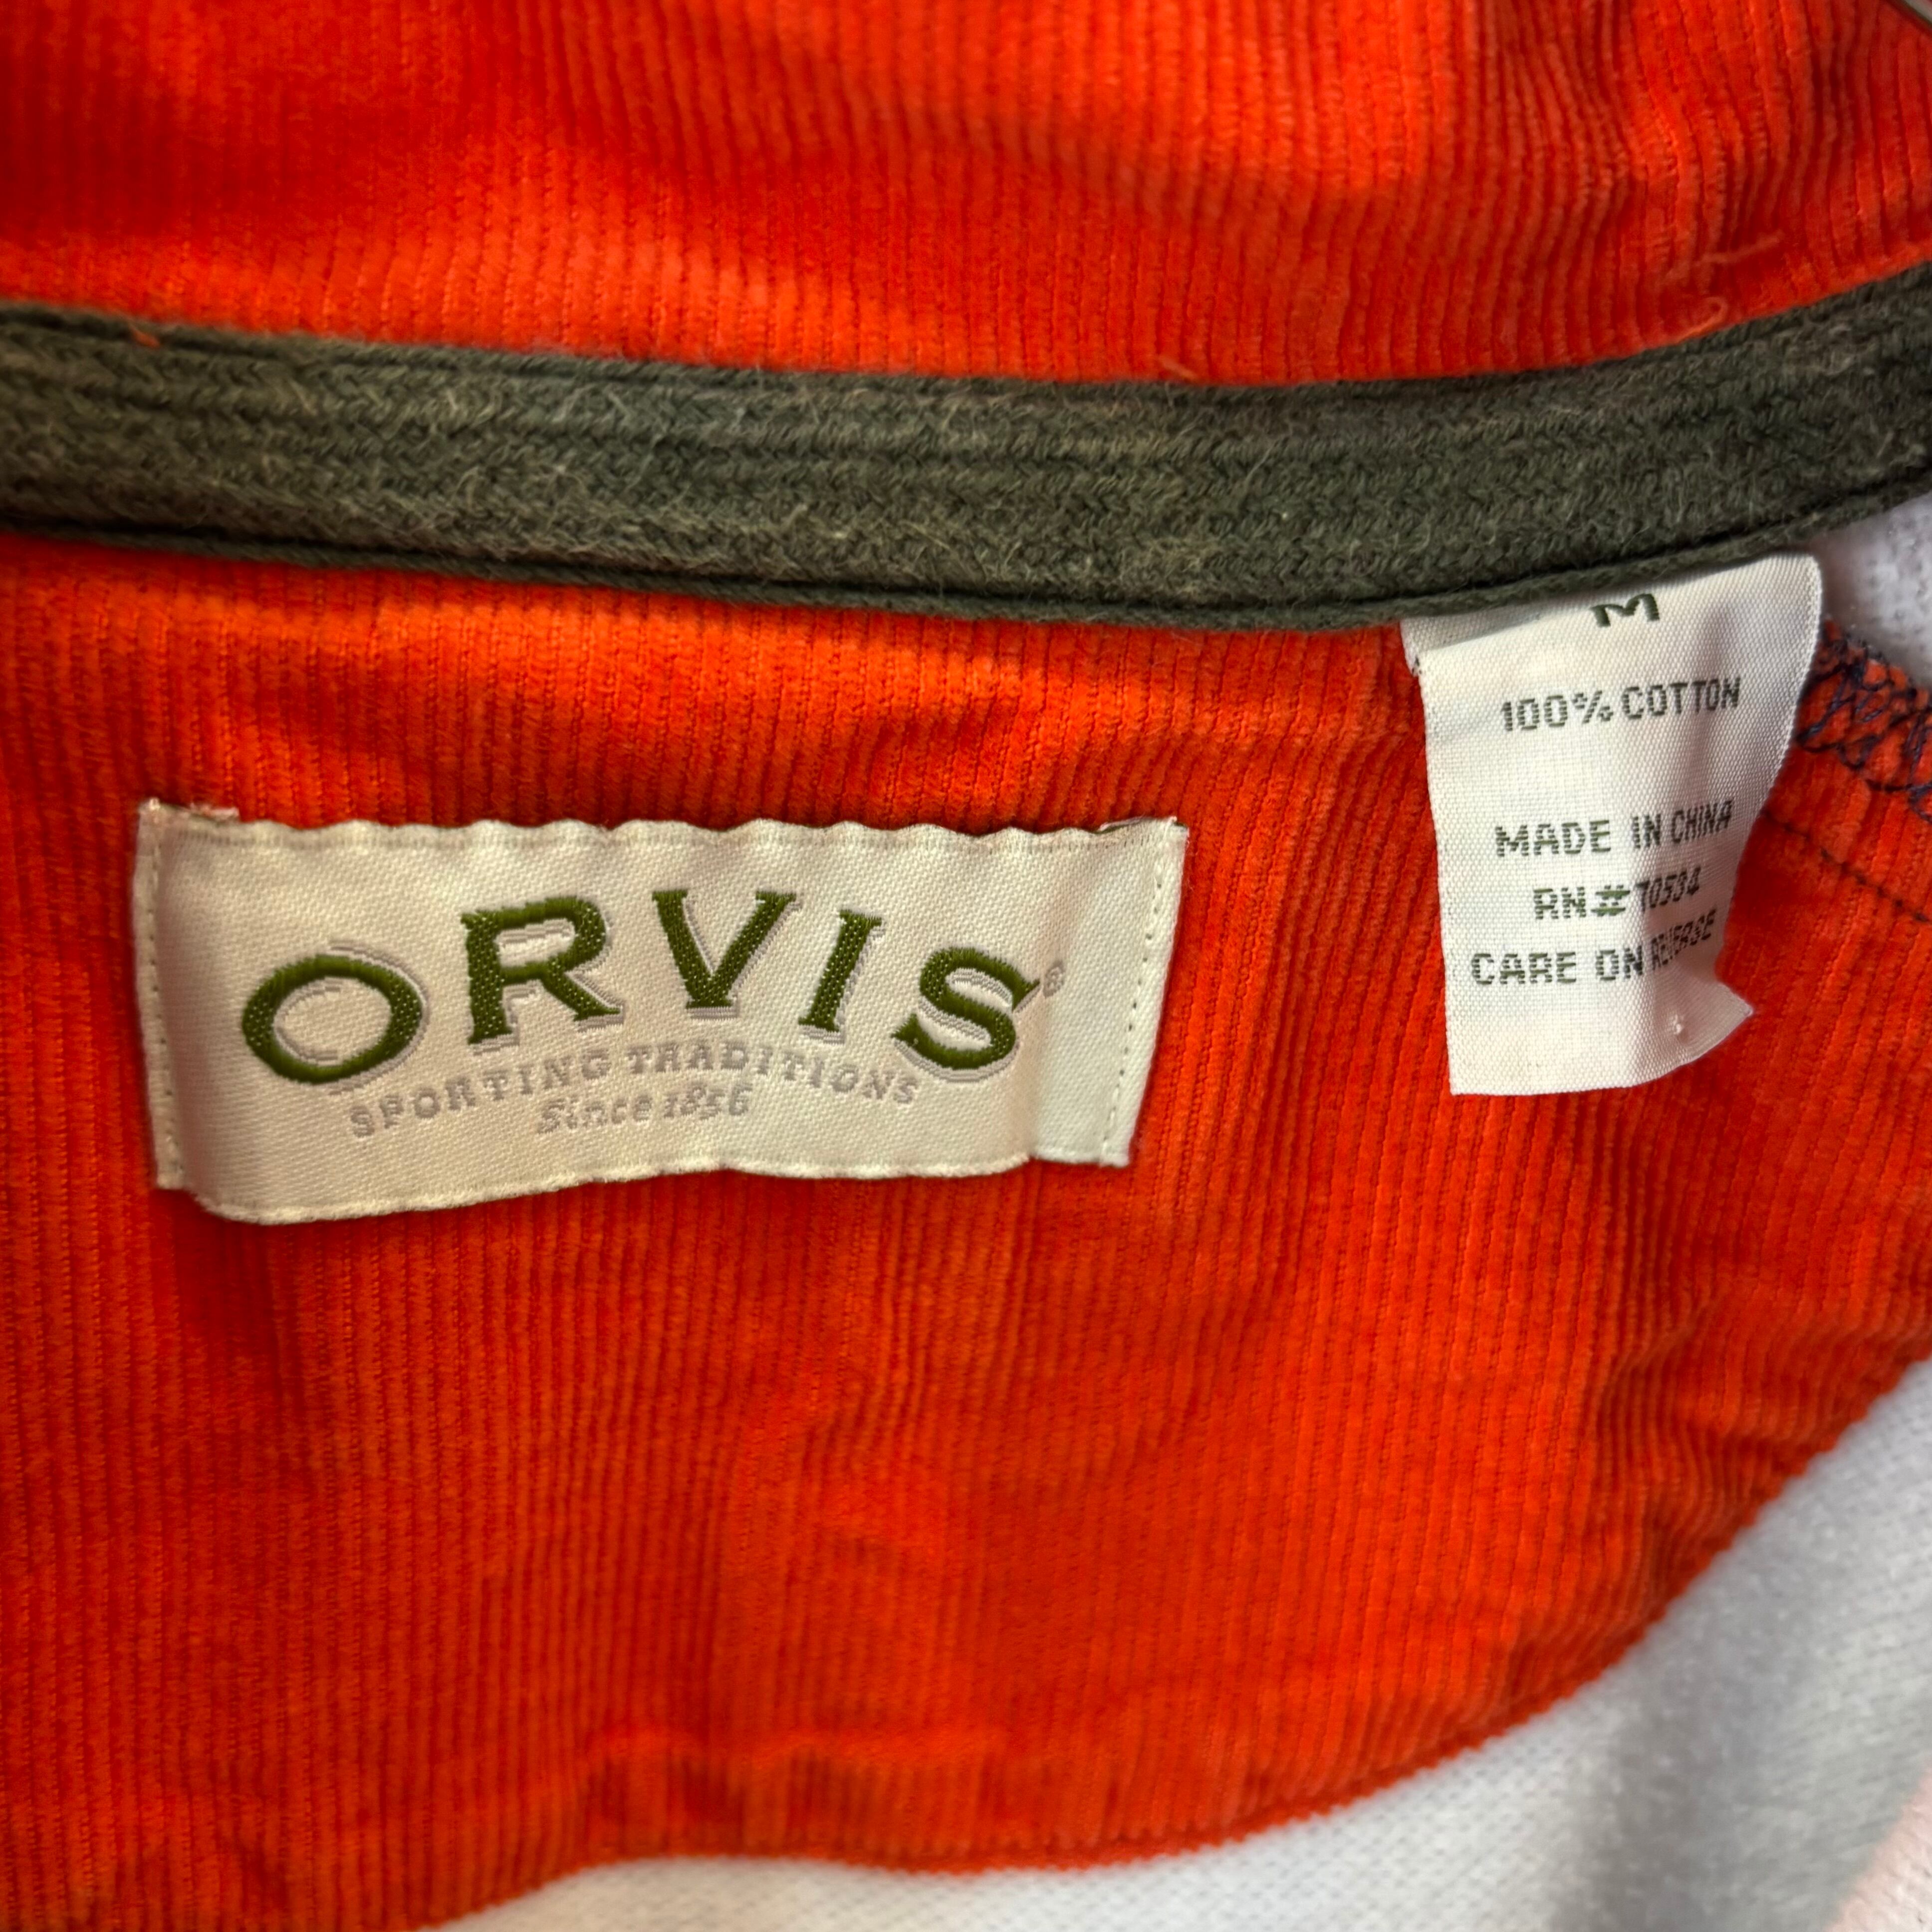 ORVIS®
SPORTING TRADITIONS
Since 1856
M
100% COTTON
MADE IN CHINA
RN# 70534
CARE ON REVERSE